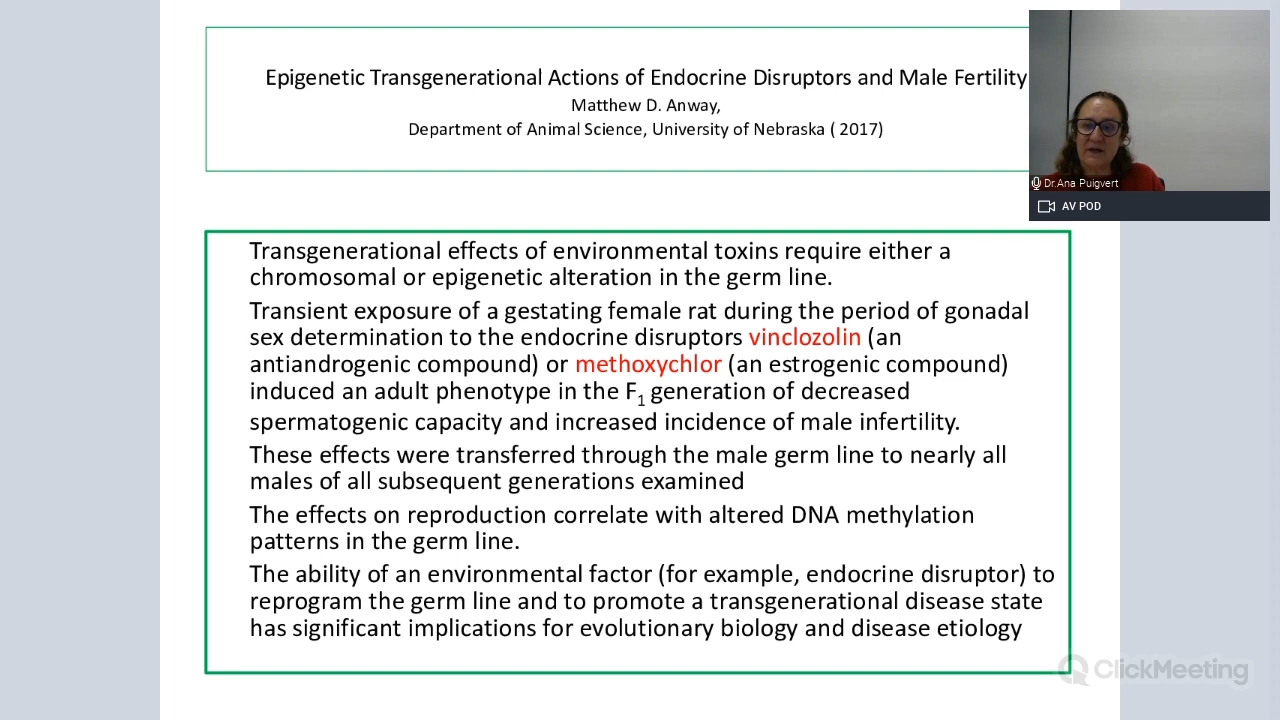 Epigenetic Transgenerational Actions of Endocrine Disruptors and Male Fertility
Matthew D. Anway,
Department of Animal Science, University of Nebraska ( 2017)
Dr.Ana Puigvert
AV POD
Transgenerational effects of environmental toxins require either a
chromosomal or epigenetic alteration in the germ line.
Transient exposure of a gestating female rat during the period of gonadal
sex determination to the endocrine disruptors vinclozolin (an
antiandrogenic compound) or methoxychlor (an estrogenic compound)
induced an adult phenotype in the F1 generation of decreased
spermatogenic capacity and increased incidence of male infertility.
These effects were transferred through the male germ line to nearly all
males of all subsequent generations examined
The effects on reproduction correlate with altered DNA methylation
patterns in the germ line.
The ability of an environmental factor (for example, endocrine disruptor) to
reprogram the germ line and to promote a transgenerational disease state
has significant implications for evolutionary biology and disease etiology
ClickMeeting